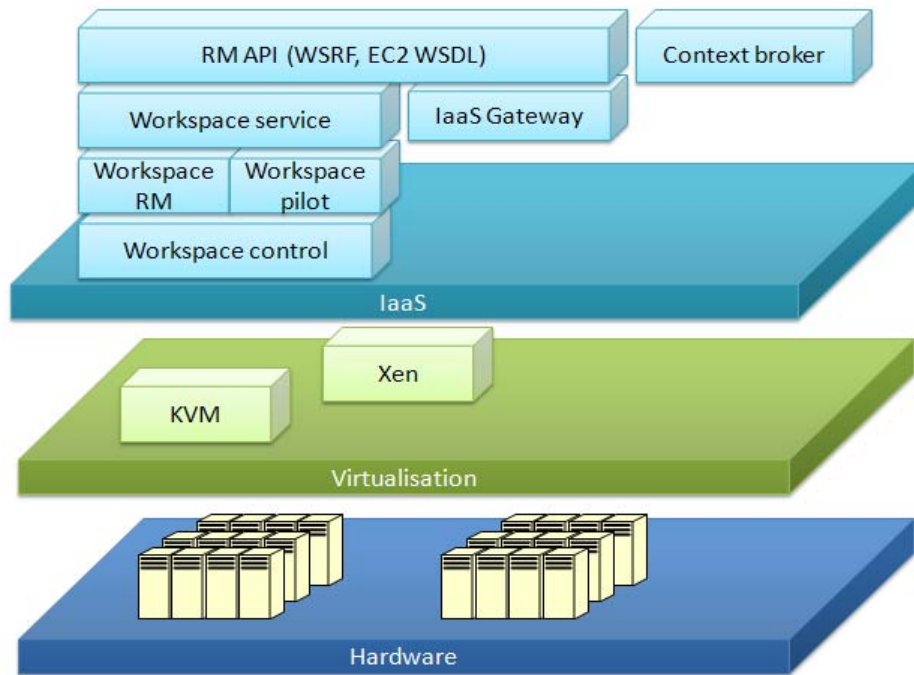 RM API (WSRF, EC2 WSDL)
Context broker
Workspace service
IaaS Gateway
Workspace
RM
Workspace
pilot
Workspace control
IaaS
Xen
KVM
Virtualisation
Hardware